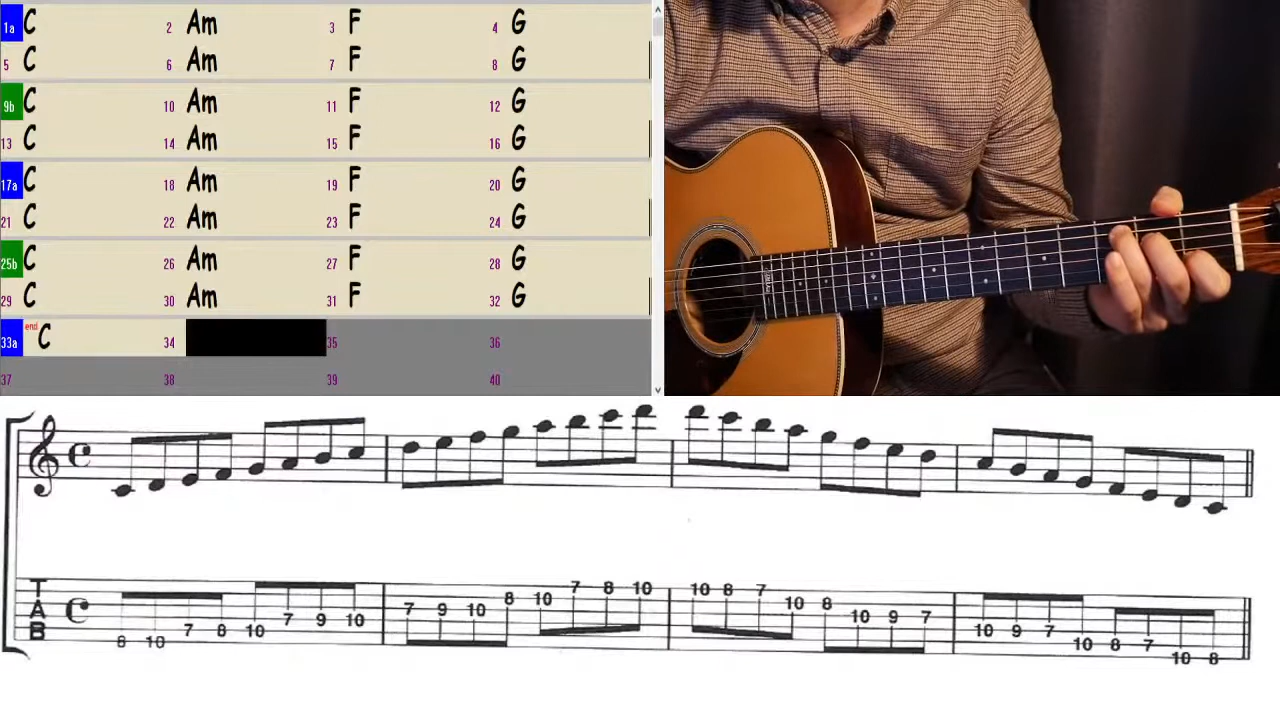 1a C 2 Am 3 F 4 G
5 C 6 Am 7 F 8 G
9b C 10 Am 11 F 12 G
13 C 14 Am 15 F 16 G
17a C 18 Am 19 F 20 G
21 C 22 Am 23 F 24 G
25b C 26 Am 27 F 28 G
29 C 30 Am 31 F 32 G
33a end C 34 35 36
37 38 39 40
T
A
B
8 10 7 8 10 7 9 10 7 9 10 8 10 7 8 10 10 8 7 10 8 10 9 7 10 9 7 10 8 7 10 8